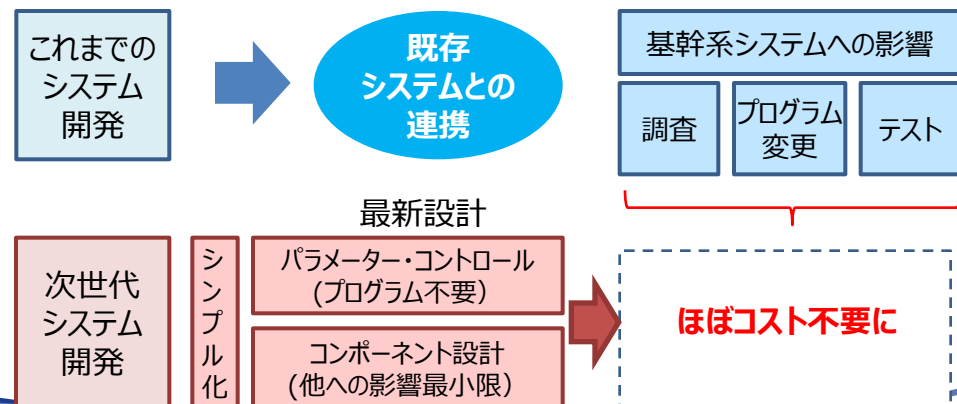 これまでの
システム
開発
既存
システムとの
連携
基幹系システムへの影響
調査
プログラム
変更
テスト
最新設計
次世代
システム
開発
シンプル化
パラメーター・コントロール
(プログラム不要)
コンポーネント設計
(他への影響最小限)
ほぼコスト不要に